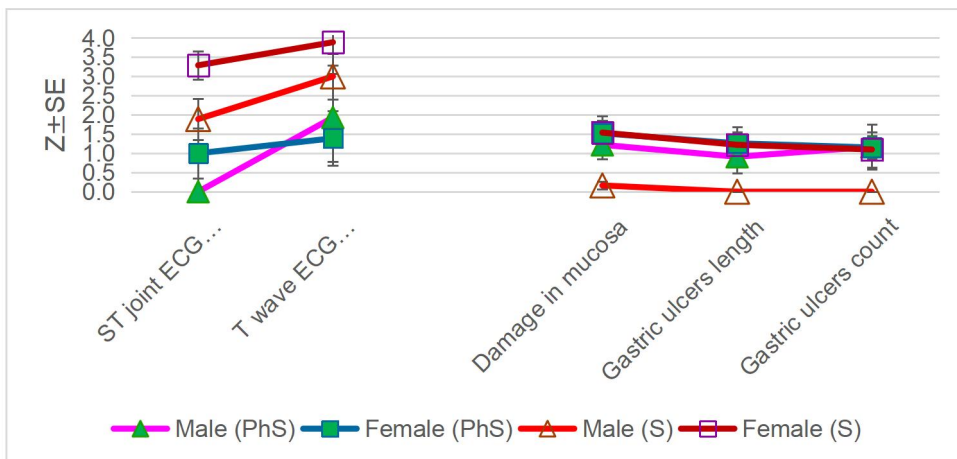 Z±SE
4.0
3.5
3.0
2.5
2.0
1.5
1.0
0.5
0.0
ST joint ECG...
T wave ECG...
Damage in mucosa
Gastric ulcers length
Gastric ulcers count
Male (PhS)
Female (PhS)
Male (S)
Female (S)